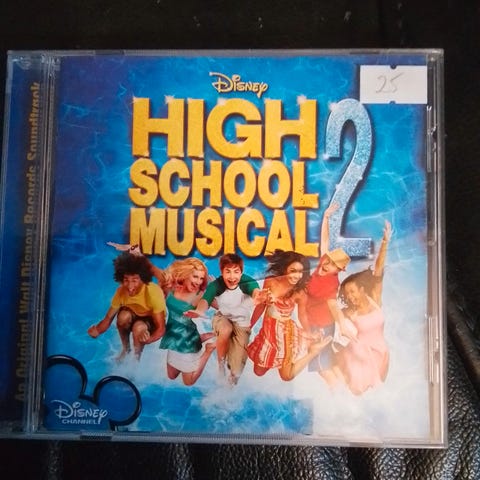 Disney
25
HIGH
SCHOOL
MUSICAL 2
An Original Walt Disney Records Soundtrack
Disney
CHANNEL